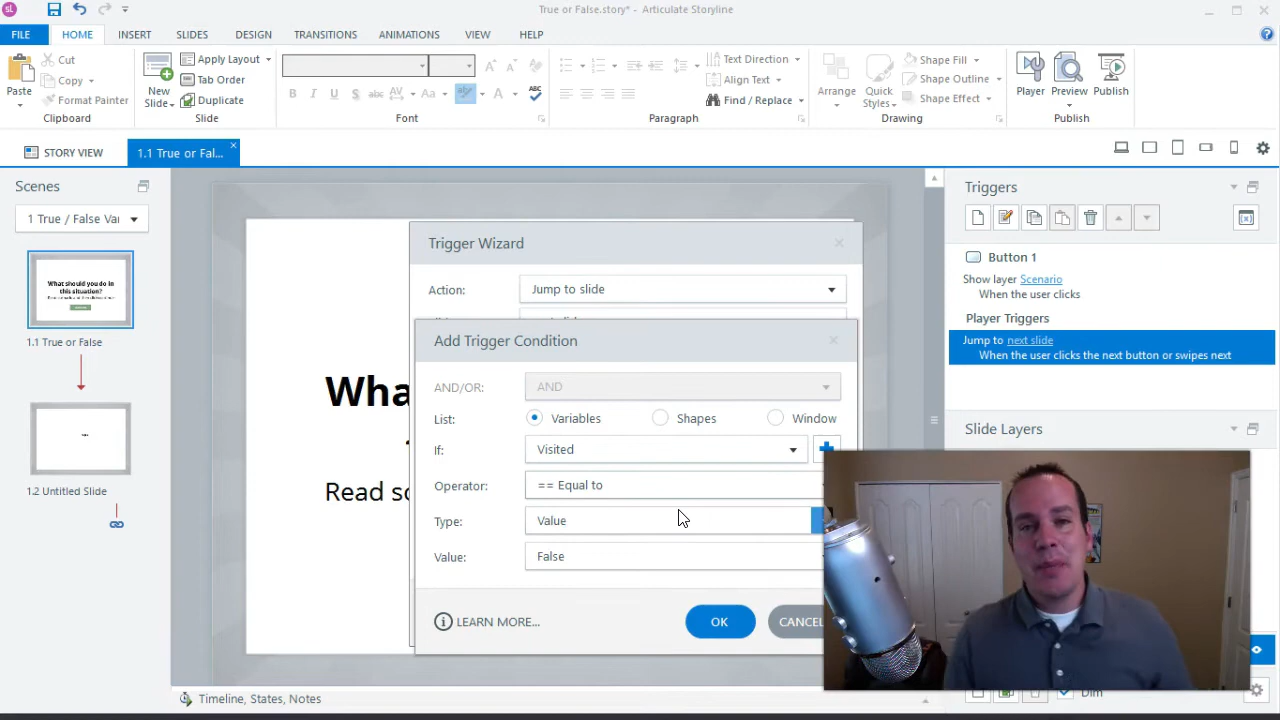 SL
True or False.story* - Articulate Storyline
FILE HOME INSERT SLIDES DESIGN TRANSITIONS ANIMATIONS VIEW HELP
Paste
Cut
Copy
Format Painter
Clipboard
New Slide
Apply Layout
Tab Order
Duplicate
Slide
B I U S abc AV Aa A ABC
Font
Text Direction
Align Text
Find / Replace
Paragraph
Arrange
Quick Styles
Shape Fill
Shape Outline
Shape Effect
Drawing
Player
Preview
Publish
Publish
STORY VIEW
1.1 True or Fal...
Scenes
1 True / False Var
What should you do in
this situation?
1.1 True or False
1.2 Untitled Slide
Wha
Read sc
Trigger Wizard
Action: Jump to slide
Add Trigger Condition
AND/OR: AND
List: Variables Shapes Window
If: Visited
Operator: == Equal to
Type: Value
Value: False
LEARN MORE...
OK
CANCEL
Timeline, States, Notes
Triggers
Button 1
Show layer Scenario
When the user clicks
Player Triggers
Jump to next slide
When the user clicks the next button or swipes next
Slide Layers
Dim